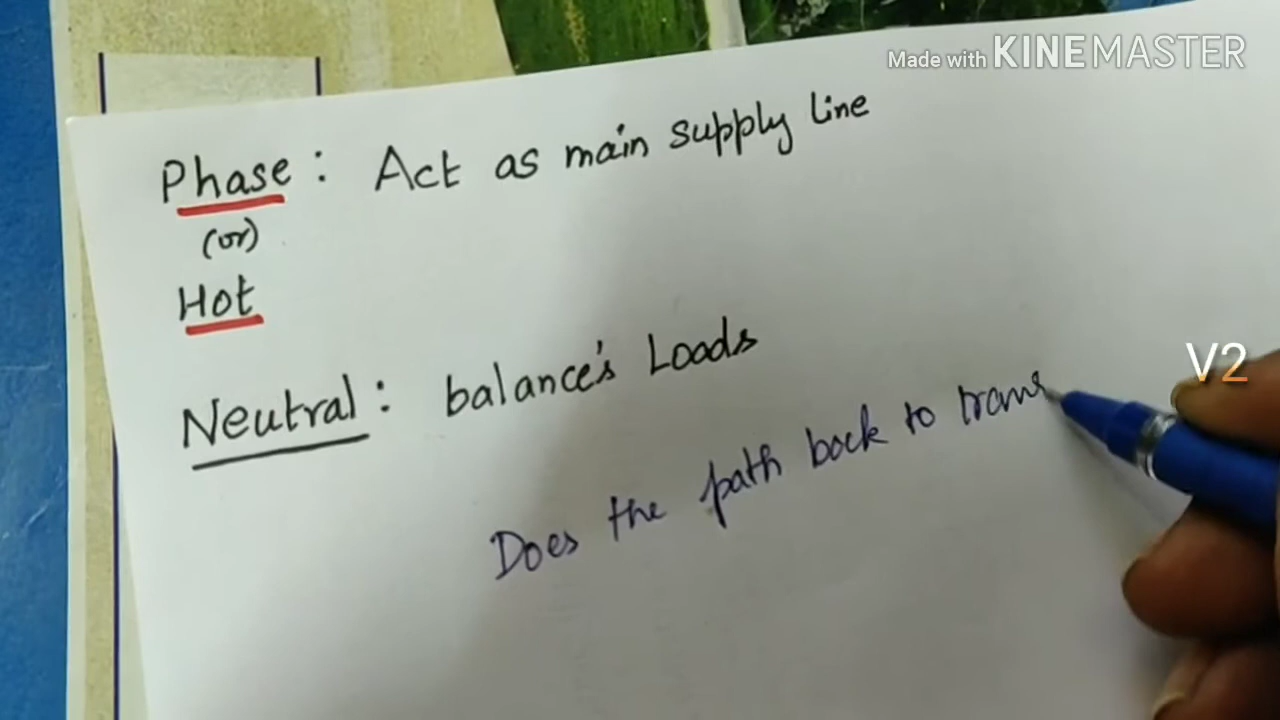 Made with KINEMASTER
Phase : Act as main supply line
(or)
Hot
Neutral : balance's Loads
V2
Does the path back to trans